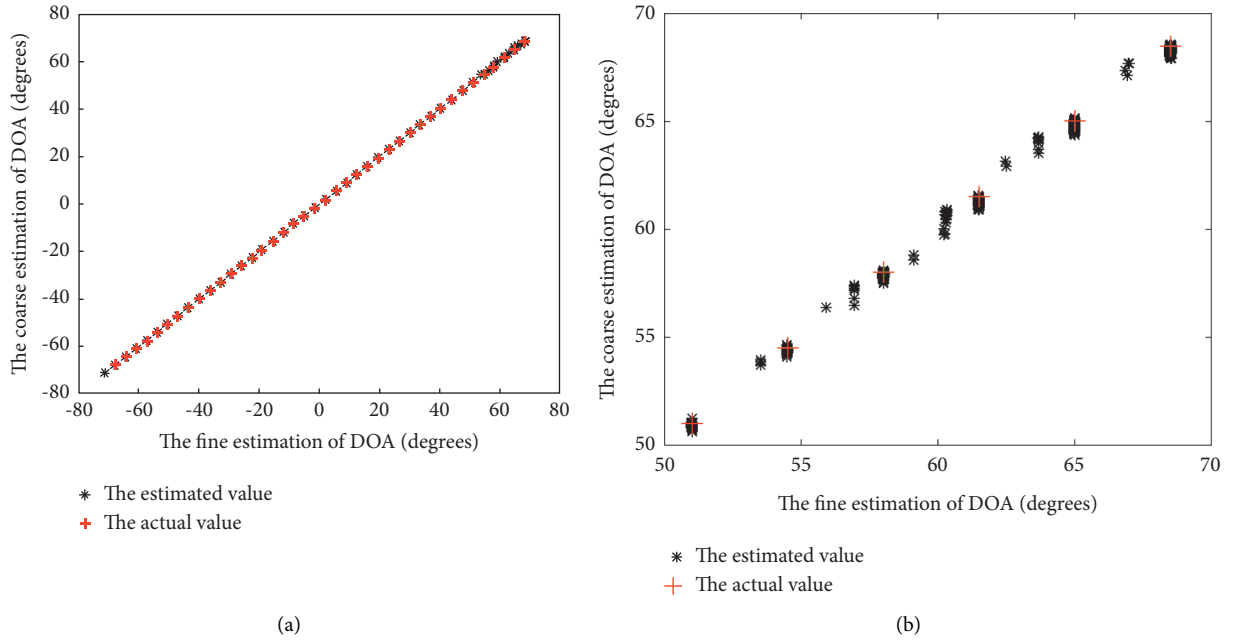 80
60
40
20
0
-20
-40
-60
-80
The coarse estimation of DOA (degrees)
-80 -60 -40 -20 0 20 40 60 80
The fine estimation of DOA (degrees)
The estimated value
The actual value
(a)
70
65
60
55
50
The coarse estimation of DOA (degrees)
50 55 60 65 70
The fine estimation of DOA (degrees)
The estimated value
The actual value
(b)